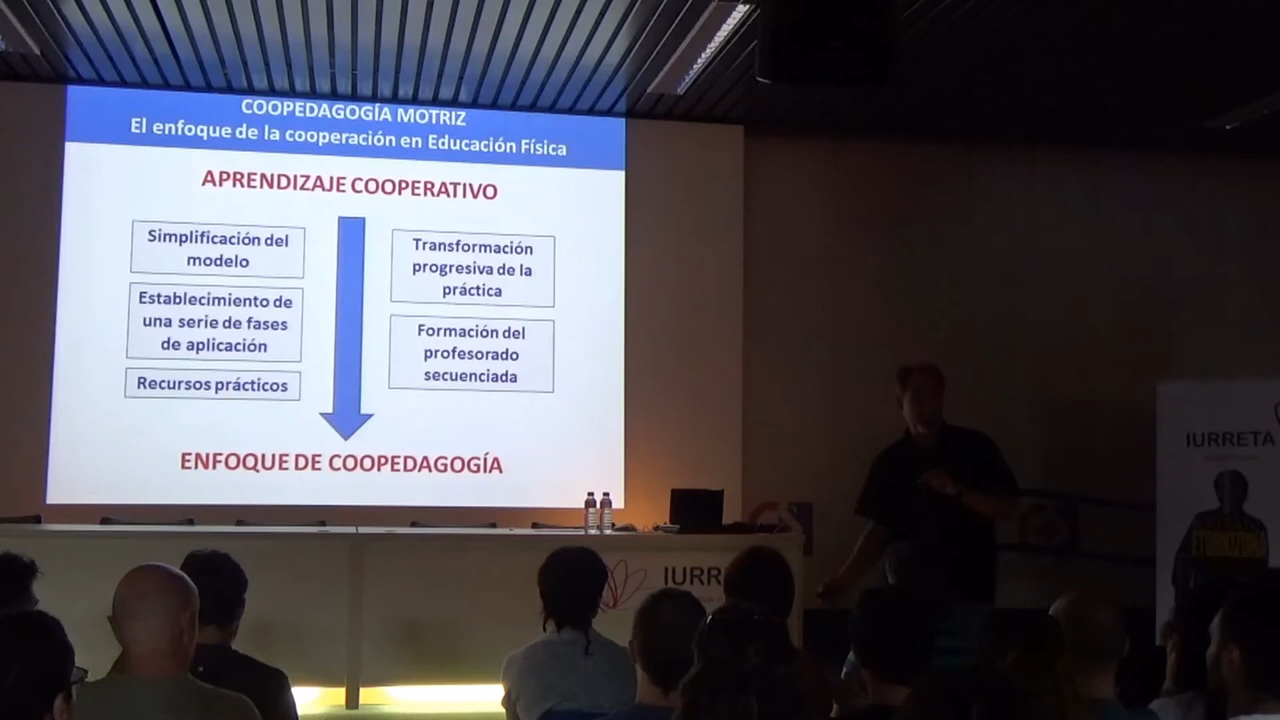 COOPEDAGOGÍA MOTRIZ
El enfoque de la cooperación en Educación Física
APRENDIZAJE COOPERATIVO
Simplificación del
modelo
Establecimiento de
una serie de fases
de aplicación
Recursos prácticos
Transformación
progresiva de la
práctica
Formación del
profesorado
secuenciada
ENFOQUE DE COOPEDAGOGÍA
IURR
IURRETA